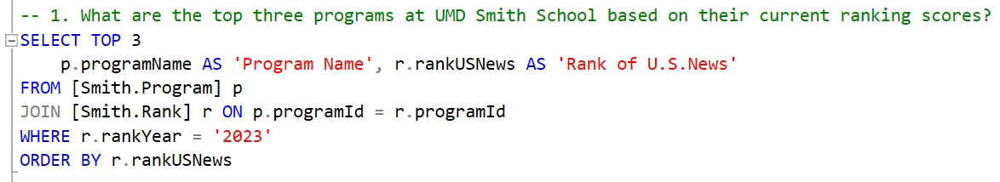 -- 1. What are the top three programs at UMD Smith School based on their current ranking scores?
SELECT TOP 3
p.programName AS 'Program Name', r.rankUSNews AS 'Rank of U.S.News'
FROM [Smith.Program] p
JOIN [Smith.Rank] r ON p.programId = r.programId
WHERE r.rankYear = '2023'
ORDER BY r.rankUSNews